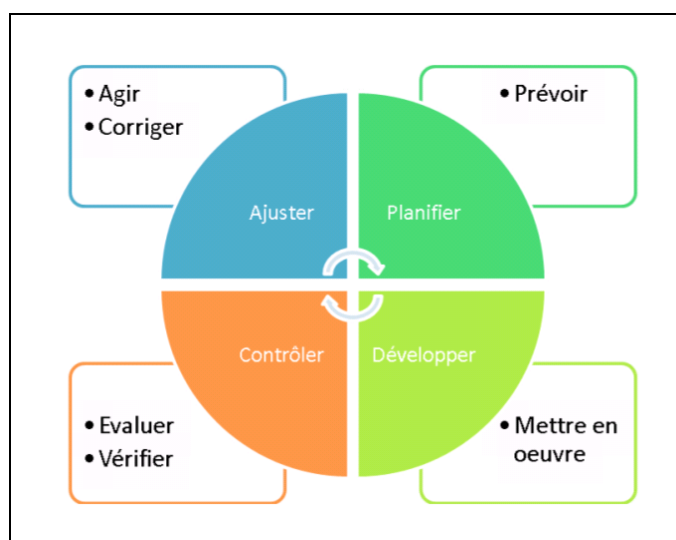 • Agir
• Corriger
• Prévoir
Ajuster
Planifier
Contrôler
Développer
• Evaluer
• Vérifier
• Mettre en
oeuvre